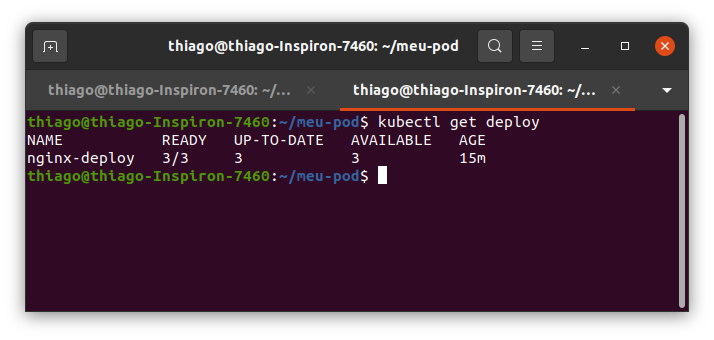 thiago@thiago-Inspiron-7460: ~/meu-pod
thiago@thiago-Inspiron-7460: ~/...
thiago@thiago-Inspiron-7460: ~/...
thiago@thiago-Inspiron-7460:~/meu-pod$ kubectl get deploy
NAME READY UP-TO-DATE AVAILABLE AGE
nginx-deploy 3/3 3 3 15m
thiago@thiago-Inspiron-7460:~/meu-pod$